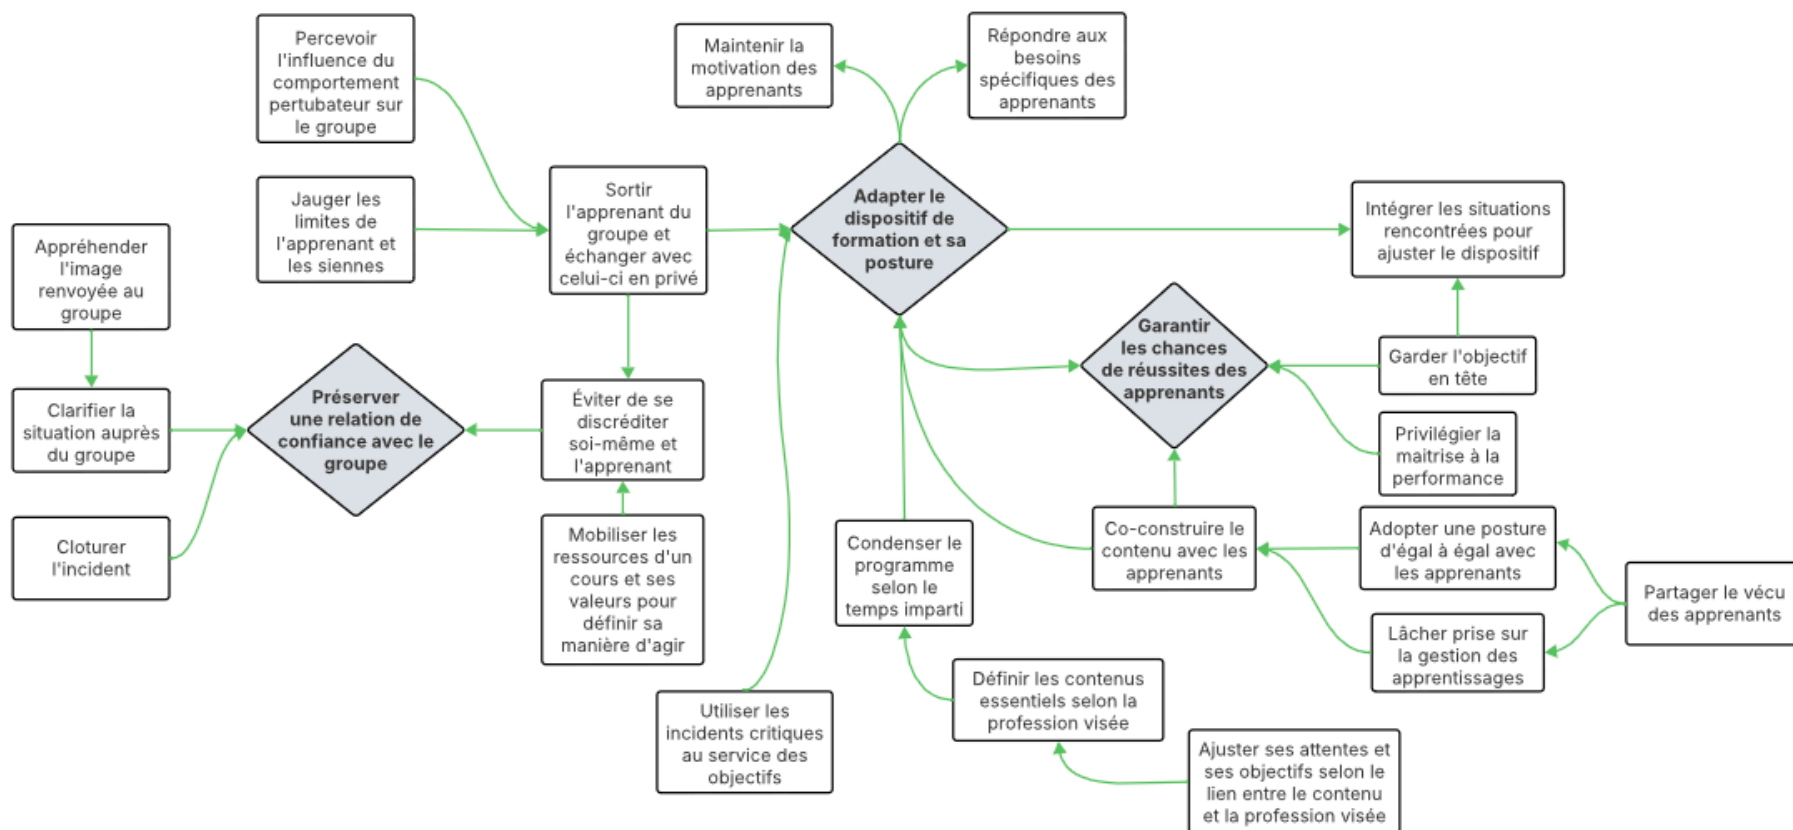 Percevoir
l'influence du
comportement
pertubateur sur
le groupe
Maintenir la
motivation des
apprenants
Répondre aux
besoins
spécifiques des
apprenants
Jauger les
limites de
l'apprenant et
les siennes
Sortir
l'apprenant du
groupe et
échanger avec
celui-ci en privé
Adapter le
dispositif de
formation et sa
posture
Intégrer les situations
rencontrées pour
ajuster le dispositif
Appréhender
l'image
renvoyée au
groupe
Garantir
les chances
de réussites des
apprenants
Garder l'objectif
en tête
Clarifier la
situation auprès
du groupe
Préserver
une relation de
confiance avec le
groupe
Éviter de se
discréditer
soi-même et
l'apprenant
Privilégier la
maitrise à la
performance
Cloturer
l'incident
Mobiliser les
ressources d'un
cours et ses
valeurs pour
définir sa
manière d'agir
Condenser le
programme
selon le
temps imparti
Co-construire le
contenu avec les
apprenants
Adopter une posture
d'égal à égal avec
les apprenants
Partager le vécu
des apprenants
Lâcher prise sur
la gestion des
apprentissages
Utiliser les
incidents critiques
au service des
objectifs
Définir les contenus
essentiels selon la
profession visée
Ajuster ses attentes et
ses objectifs selon le
lien entre le contenu
et la profession visée